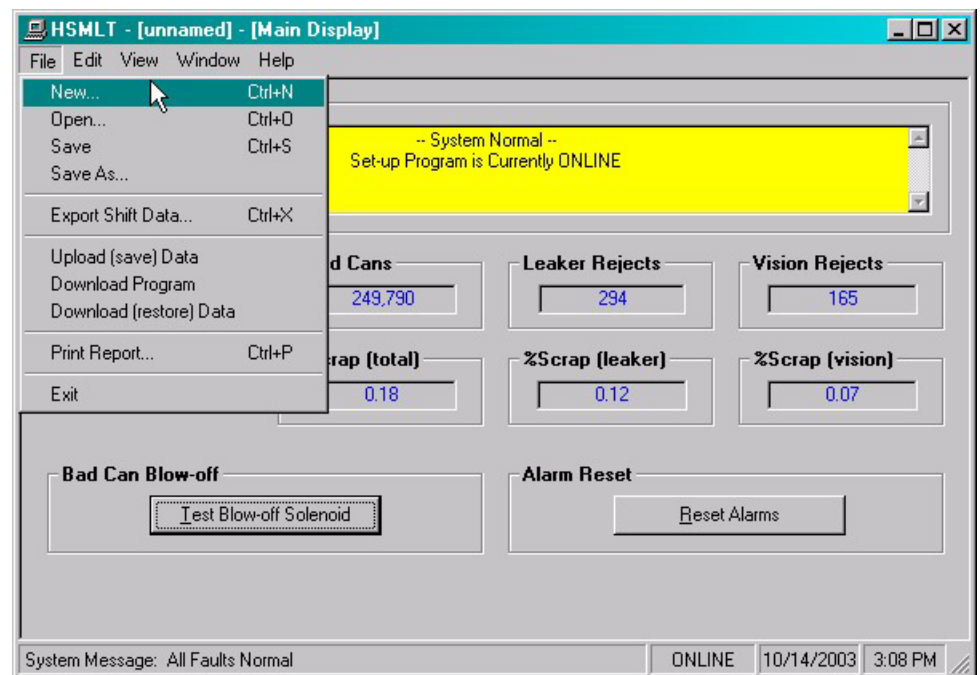 HSMLT - [unnamed] - [Main Display]
File Edit View Window Help
New... Ctrl+N
Open... Ctrl+O
Save Ctrl+S
Save As...
Export Shift Data... Ctrl+X
Upload (save) Data
Download Program
Download (restore) Data
Print Report... Ctrl+P
Exit
-- System Normal --
Set-up Program is Currently ONLINE
Cans Leaker Rejects Vision Rejects
249,790 294 165
(total) %Scrap (leaker) %Scrap (vision)
0.18 0.12 0.07
Bad Can Blow-off Alarm Reset
Test Blow-off Solenoid Reset Alarms
System Message: All Faults Normal ONLINE 10/14/2003 3:08 PM